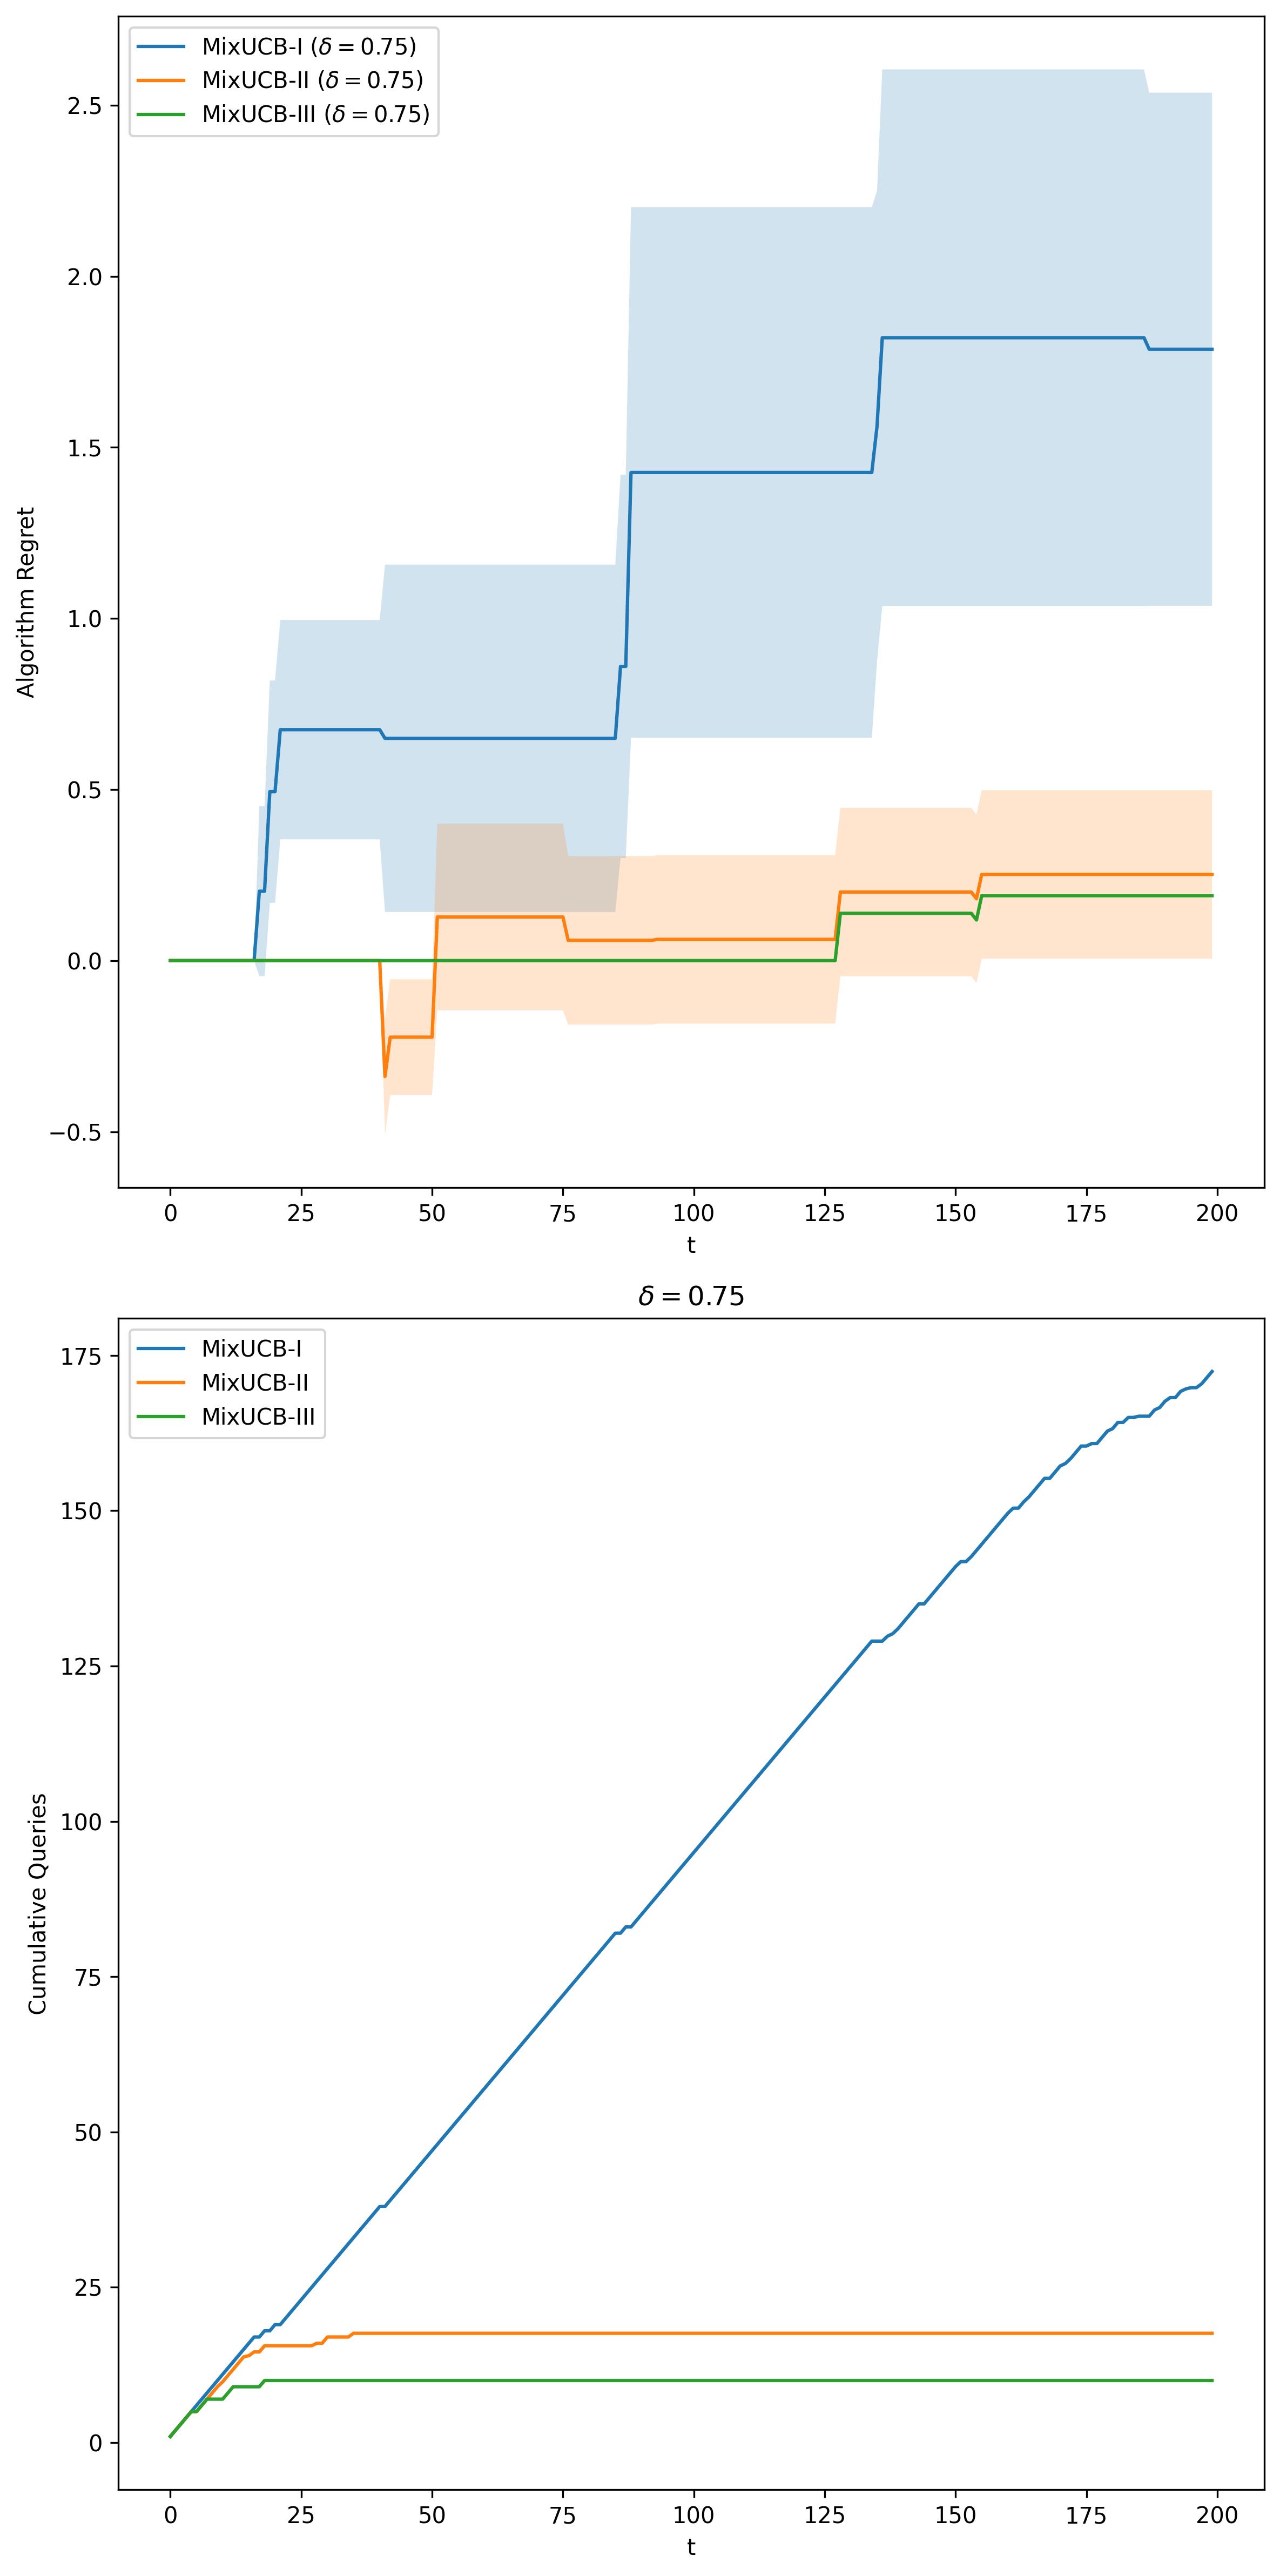 MixUCB-I (δ = 0.75)
MixUCB-II (δ = 0.75)
MixUCB-III (δ = 0.75)
2.5
2.0
1.5
1.0
0.5
0.0
−0.5
Algorithm Regret
0 25 50 75 100 125 150 175 200
t
δ = 0.75
MixUCB-I
MixUCB-II
MixUCB-III
175
150
125
100
75
50
25
0
Cumulative Queries
0 25 50 75 100 125 150 175 200
t